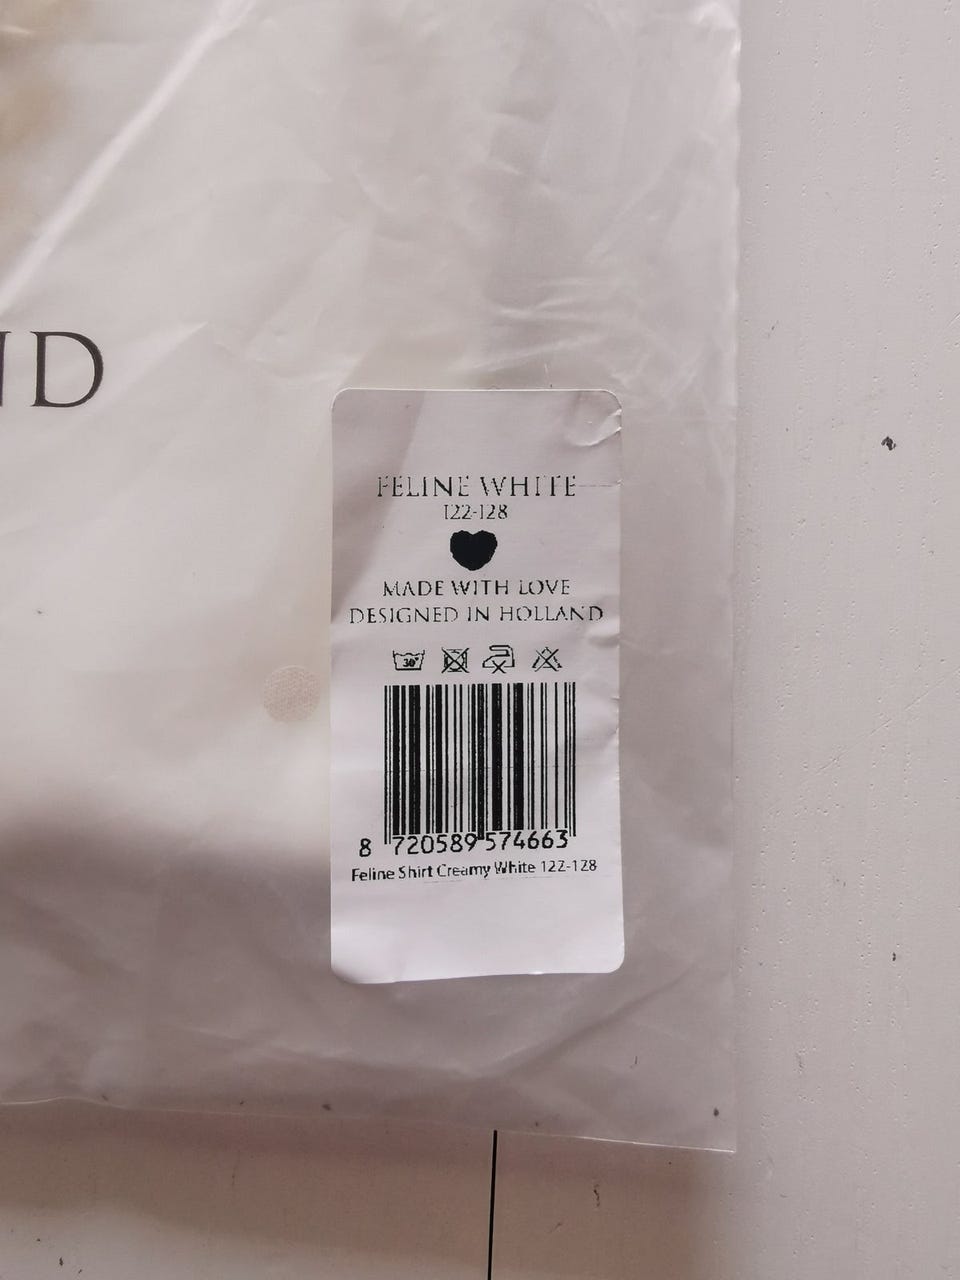 ND
FELINE WHITE
122-128
MADE WITH LOVE
DESIGNED IN HOLLAND
30°
8 720589 574663
Feline Shirt Creamy White 122-128